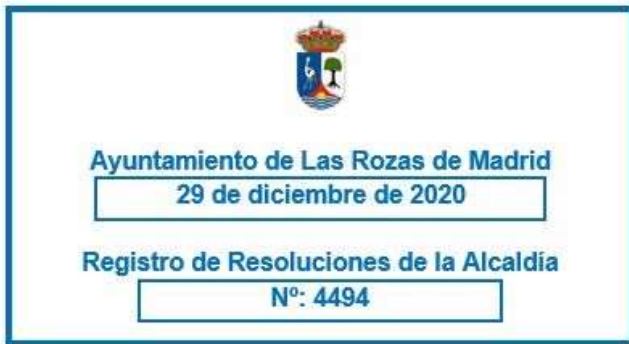 Ayuntamiento de Las Rozas de Madrid
29 de diciembre de 2020
Registro de Resoluciones de la Alcaldía
Nº: 4494